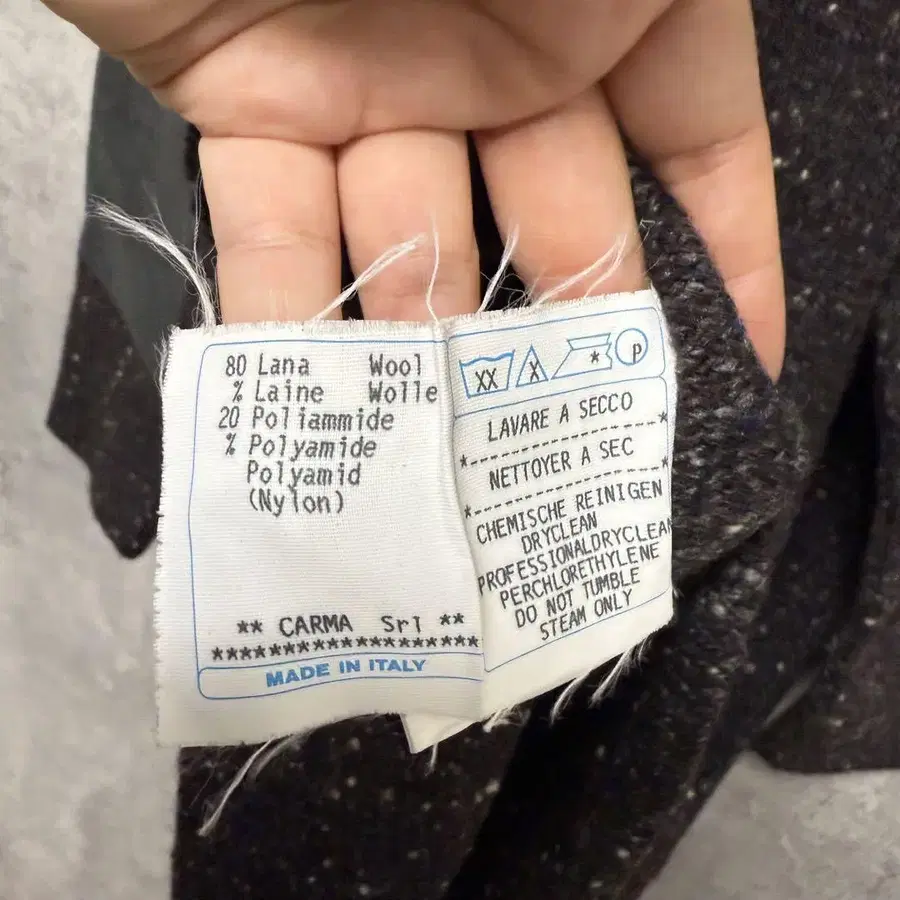 80 Lana Wool
% Laine Wolle
20 Poliammide
% Polyamide
Polyamid
(Nylon)
** CARMA Srl **
*******************
MADE IN ITALY
XX X * P
LAVARE A SECCO
*--------------------*
NETTOYER A SEC
*--------------------*
CHEMISCHE REINIGEN
DRYCLEAN
PROFESSIONALDRYCLEAN
PERCHLORETHYLENE
DO NOT TUMBLE
STEAM ONLY